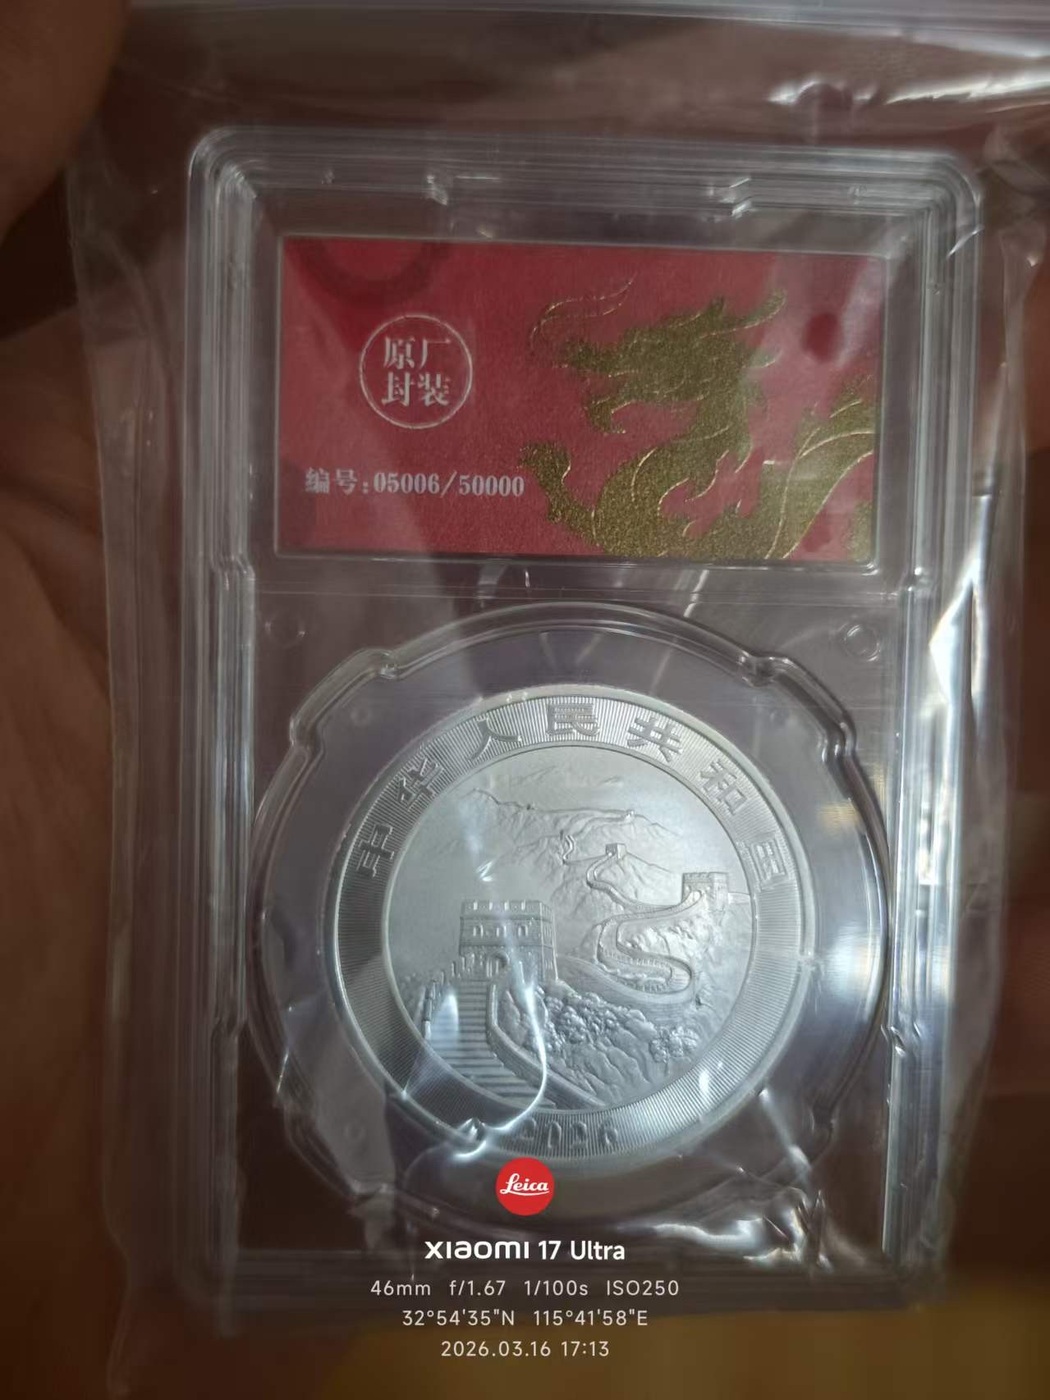 原厂
封装
编号:05006/50000
中华人民共和国
2026
Leica
xiaomi 17 Ultra
46mm f/1.67 1/100s ISO250
32°54'35"N 115°41'58"E
2026.03.16 17:13